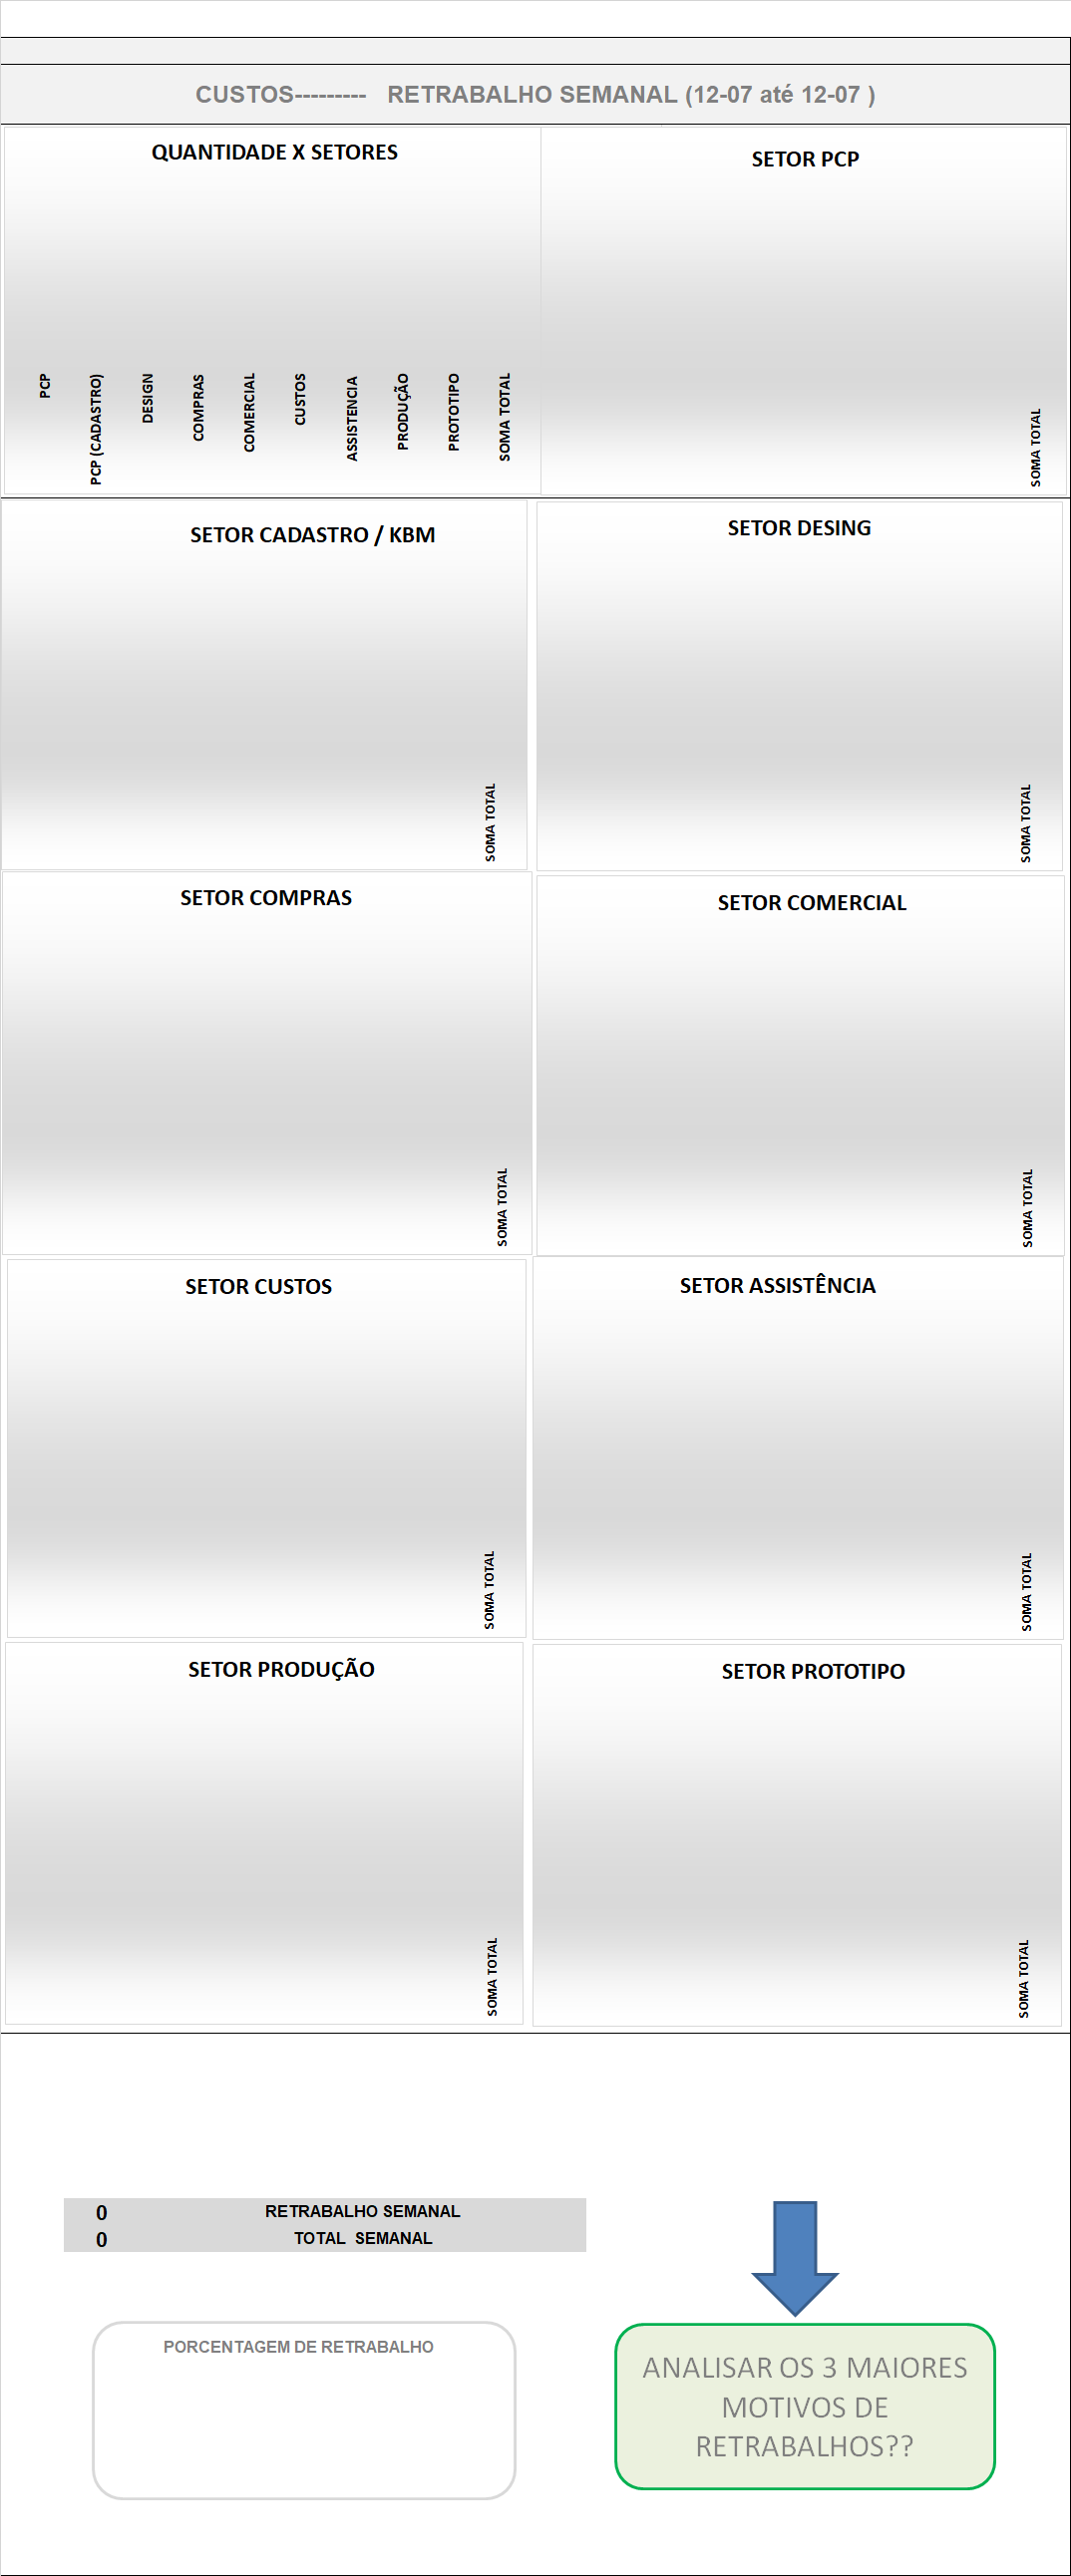 CUSTOS--------- RETRABALHO SEMANAL (12-07 até 12-07 )
QUANTIDADE X SETORES
PCP
PCP (CADASTRO)
DESIGN
COMPRAS
COMERCIAL
CUSTOS
ASSISTENCIA
PRODUÇÃO
PROTOTIPO
SOMA TOTAL
SETOR PCP
SOMA TOTAL
SETOR CADASTRO / KBM
SOMA TOTAL
SETOR DESING
SOMA TOTAL
SETOR COMPRAS
SOMA TOTAL
SETOR COMERCIAL
SOMA TOTAL
SETOR CUSTOS
SOMA TOTAL
SETOR ASSISTÊNCIA
SOMA TOTAL
SETOR PRODUÇÃO
SOMA TOTAL
SETOR PROTOTIPO
SOMA TOTAL
0 RETRABALHO SEMANAL
0 TOTAL SEMANAL
PORCENTAGEM DE RETRABALHO
ANALISAR OS 3 MAIORES
MOTIVOS DE
RETRABALHOS??